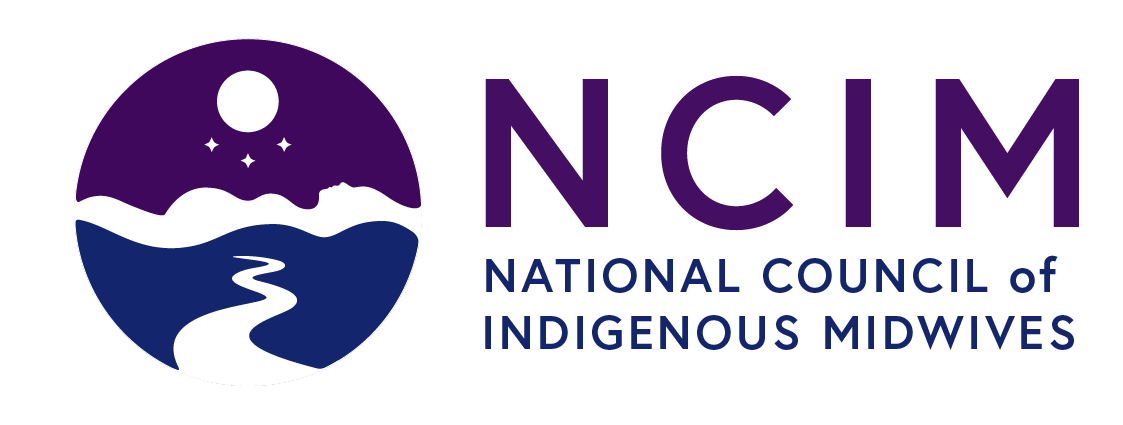 NCIM
NATIONAL COUNCIL of
INDIGENOUS MIDWIVES